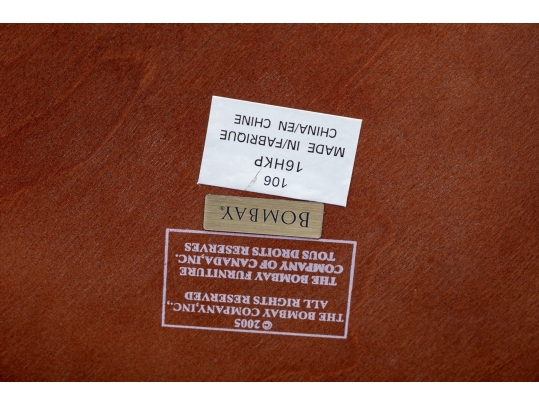 © 2005
THE BOMBAY COMPANY, INC.,
ALL RIGHTS RESERVED
THE BOMBAY FURNITURE
COMPANY OF CANADA, INC.
TOUS DROITS RESERVES
BOMBAY®
106
16HKP
MADE IN/FABRIQUE
CHINA/EN CHINE